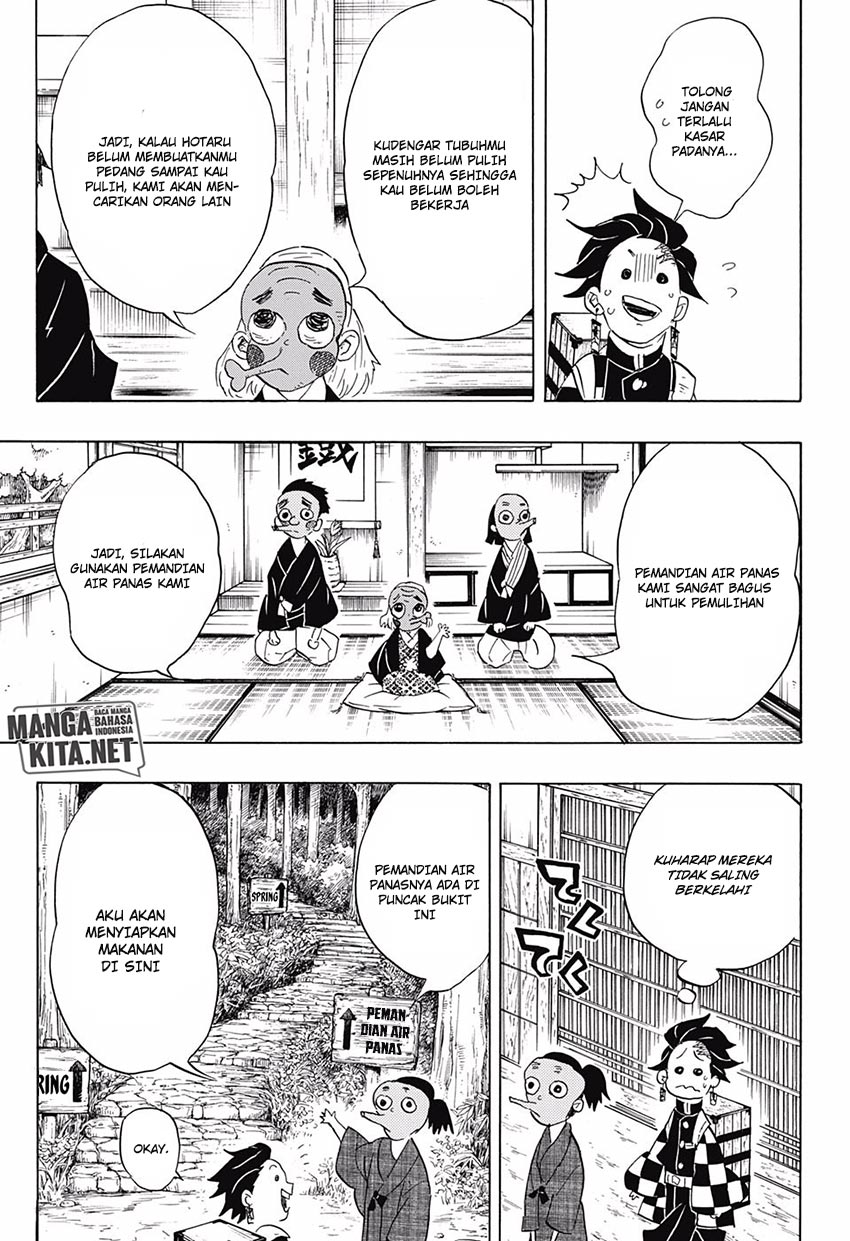 TOLONG
JANGAN
TERLALU
KASAR
PADANYA...
KUDENGAR TUBUHMU
MASIH BELUM PULIH
SEPENUHNYA SEHINGGA
KAU BELUM BOLEH
BEKERJA
JADI, KALAU HOTARU
BELUM MEMBUATKANMU
PEDANG SAMPAI KAU
PULIH, KAMI AKAN MEN-
CARIKAN ORANG LAIN
PEMANDIAN AIR PANAS
KAMI SANGAT BAGUS
UNTUK PEMULIHAN
JADI, SILAKAN
GUNAKAN PEMANDIAN
AIR PANAS KAMI
MANGA
KITA.NET
BACA MANGA
BAHASA
INDONESIA
KUHARAP MEREKA
TIDAK SALING
BERKELAHI
てく
てく
PEMANDIAN AIR
PANASNYA ADA DI
PUNCAK BUKIT
INI
AKU AKAN
MENYIAPKAN
MAKANAN
DI SINI
SPRING
PEMAN-
DIAN AIR
PANAS
RING
OKAY.